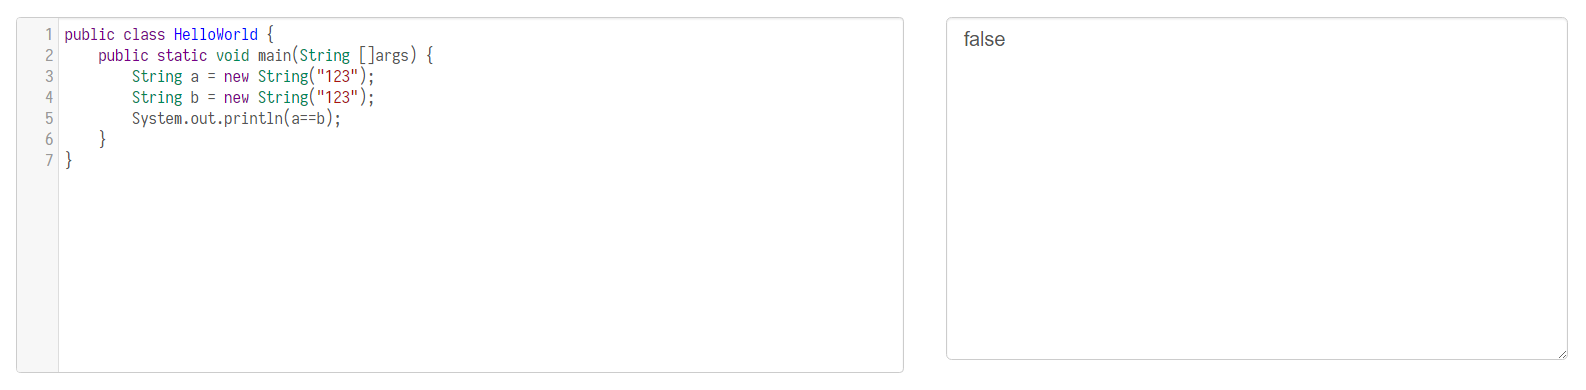 1 public class HelloWorld {
2     public static void main(String []args) {
3         String a = new String("123");
4         String b = new String("123");
5         System.out.println(a==b);
6     }
7 }
false